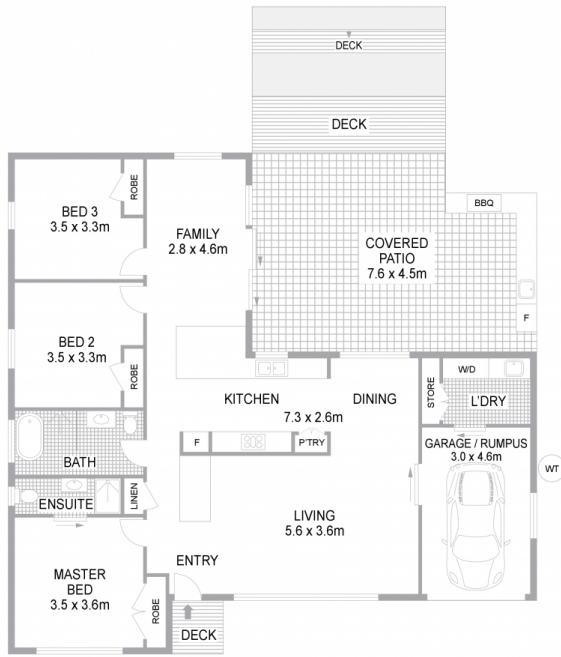 DECK
DECK
ROBE
BED 3
3.5 x 3.3m
BBQ
FAMILY
2.8 x 4.6m
COVERED
PATIO
7.6 x 4.5m
F
BED 2
3.5 x 3.3m
ROBE
KITCHEN
DINING
7.3 x 2.6m
STORE
W/D
L'DRY
F
P'TRY
BATH
GARAGE / RUMPUS
3.0 x 4.6m
WT
ENSUITE
LINEN
LIVING
5.6 x 3.6m
ENTRY
MASTER
BED
3.5 x 3.6m
ROBE
DECK